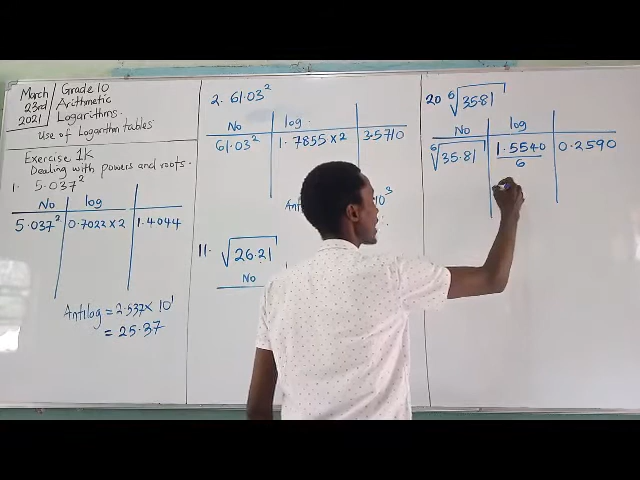 March
23rd
2021
Grade 10
Arithmetic
Logarithms.
Use of Logarithm tables
Exercise 1K
Dealing with powers and roots.
1. 5.037²
No log
5.037² 0.7022 x 2 1.4044
Antilog = 2.537 x 10¹
= 25.37
2. 61.03²
No log
61.03² 1.7855 x 2 3.5710
10³
11. √26.21
No
20 ⁶√35.81
No log
⁶√35.81 1.5540 0.2590
6